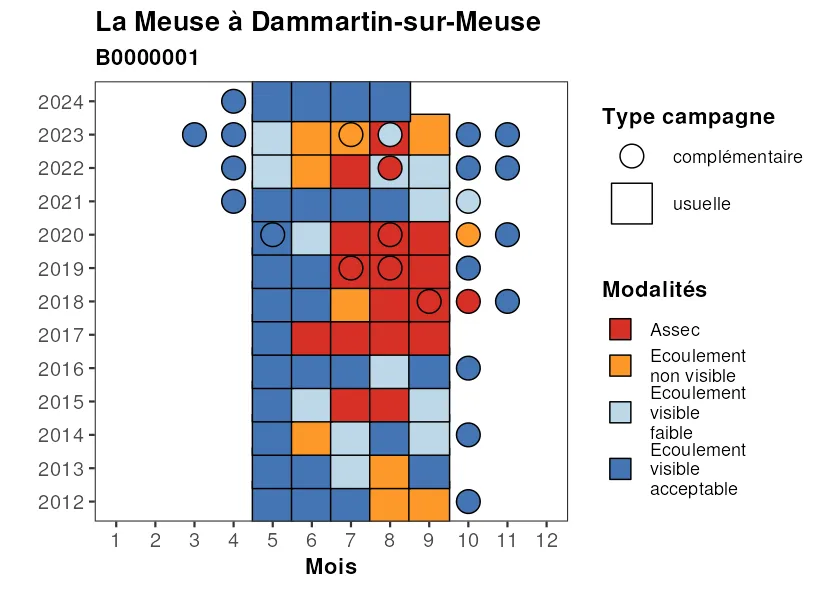 La Meuse à Dammartin-sur-Meuse
B0000001
2024
2023
2022
2021
2020
2019
2018
2017
2016
2015
2014
2013
2012
1 2 3 4 5 6 7 8 9 10 11 12
Mois
Type campagne
complémentaire
usuelle
Modalités
Assec
Ecoulement
non visible
Ecoulement
visible
faible
Ecoulement
visible
acceptable